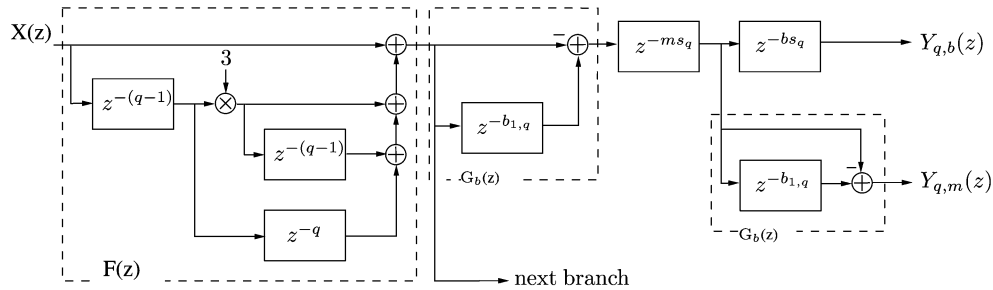 X(z)
3
z^{-(q-1)}
z^{-(q-1)}
z^{-q}
F(z)
z^{-b_{1,q}}
G_b(z)
next branch
z^{-ms_q}
z^{-bs_q}
Y_{q,b}(z)
z^{-b_{1,q}}
G_b(z)
Y_{q,m}(z)